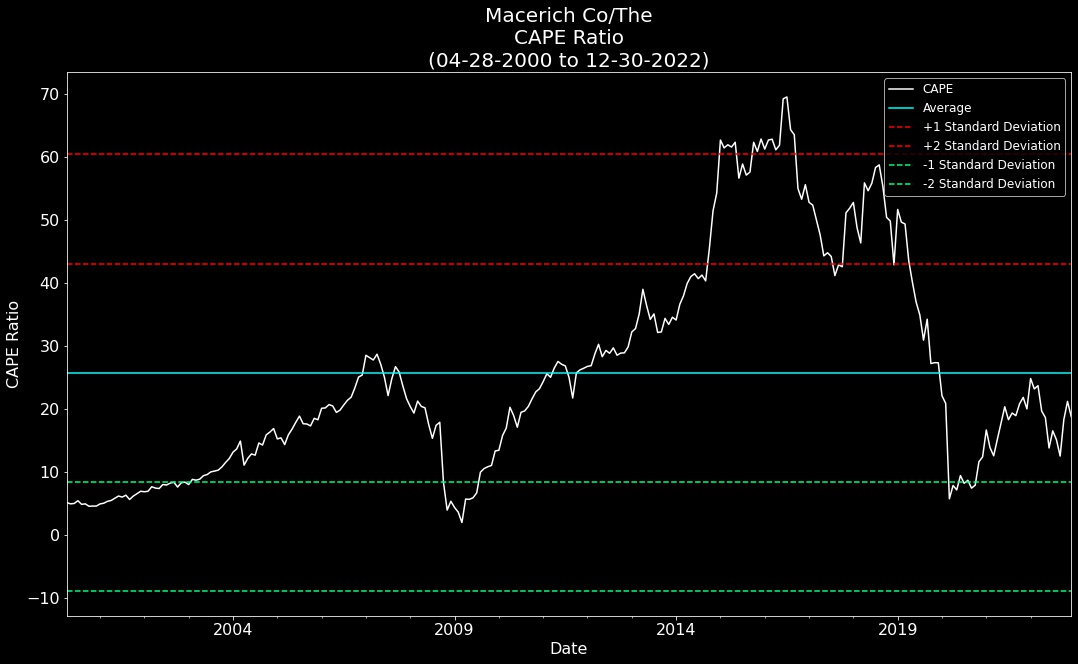 Macerich Co/The
CAPE Ratio
(04-28-2000 to 12-30-2022)
CAPE
Average
+1 Standard Deviation
+2 Standard Deviation
-1 Standard Deviation
-2 Standard Deviation
CAPE Ratio
70
60
50
40
30
20
10
0
−10
2004
2009
2014
2019
Date